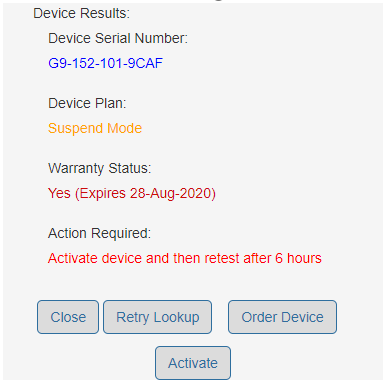 Device Results:
Device Serial Number:
G9-152-101-9CAF
Device Plan:
Suspend Mode
Warranty Status:
Yes (Expires 28-Aug-2020)
Action Required:
Activate device and then retest after 6 hours
Close Retry Lookup Order Device
Activate